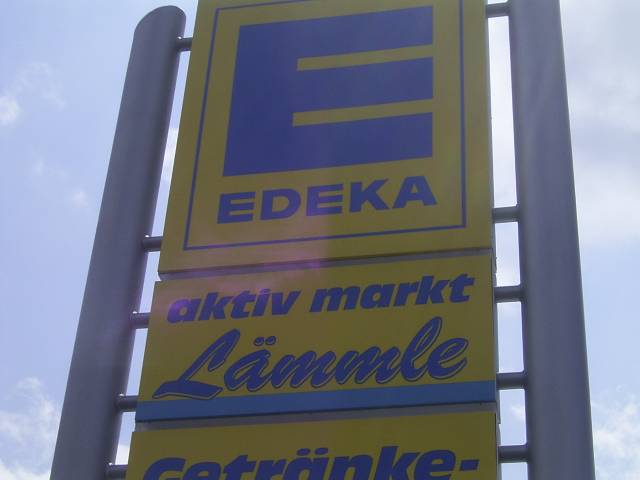 E
EDEKA
aktiv markt
Lämmle
Getränke-